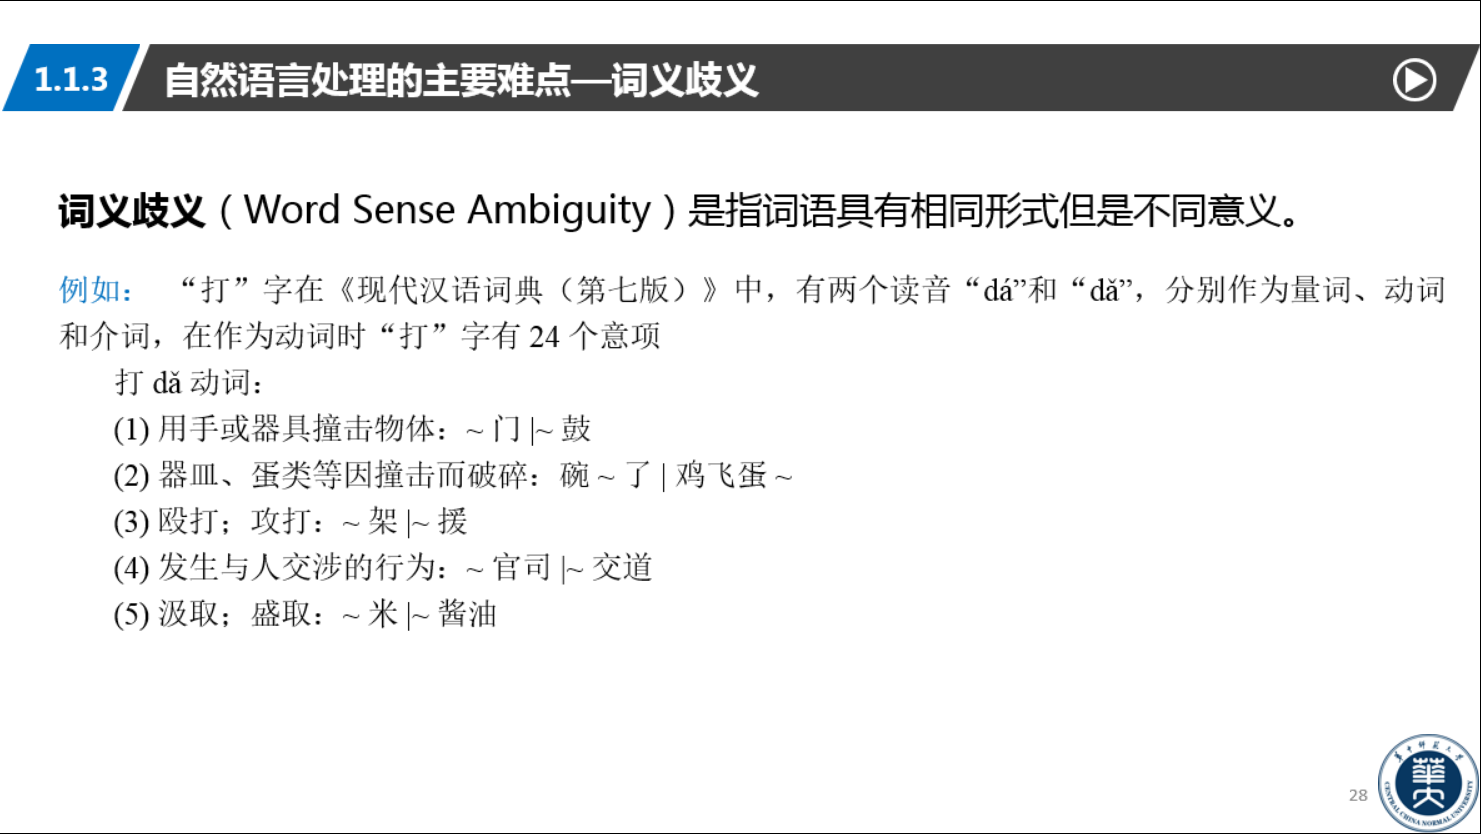 1.1.3 自然语言处理的主要难点—词义歧义
词义歧义（Word Sense Ambiguity）是指词语具有相同形式但是不同意义。
例如： “打”字在《现代汉语词典（第七版）》中，有两个读音“dá”和“dǎ”，分别作为量词、动词
和介词，在作为动词时“打”字有 24 个意项
打 dǎ 动词：
(1) 用手或器具撞击物体：~ 门 |~ 鼓
(2) 器皿、蛋类等因撞击而破碎：碗 ~ 了 | 鸡飞蛋 ~
(3) 殴打；攻打：~ 架 |~ 援
(4) 发生与人交涉的行为：~ 官司 |~ 交道
(5) 汲取；盛取：~ 米 |~ 酱油
28
华中师范大学
CENTRAL CHINA NORMAL UNIVERSITY